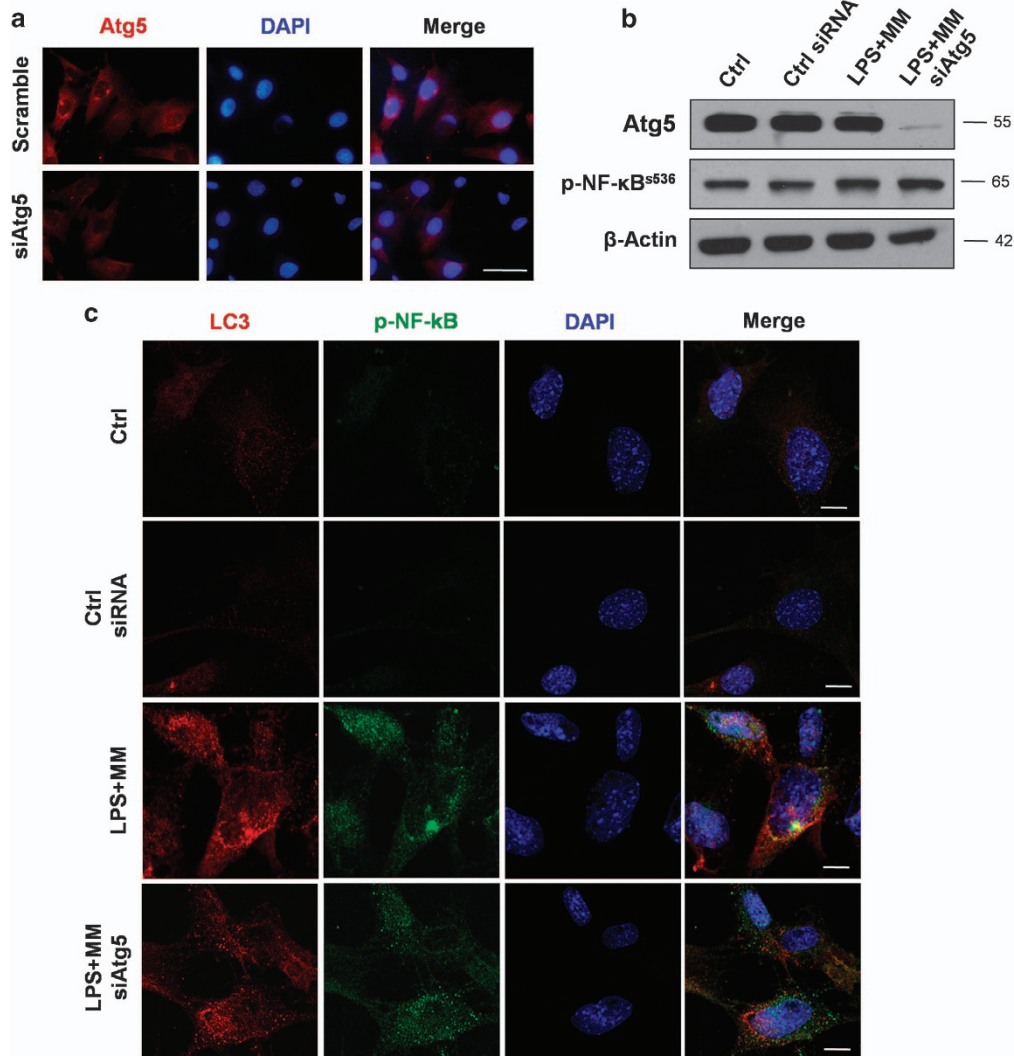 a
Atg5 DAPI Merge
Scramble
siAtg5
b
Ctrl
Ctrl siRNA
LPS+MM
LPS+MM
siAtg5
Atg5
55
p-NF-κBˢ⁵³⁶
65
β-Actin
42
c
LC3 p-NF-kB DAPI Merge
Ctrl
Ctrl
siRNA
LPS+MM
LPS+MM
siAtg5